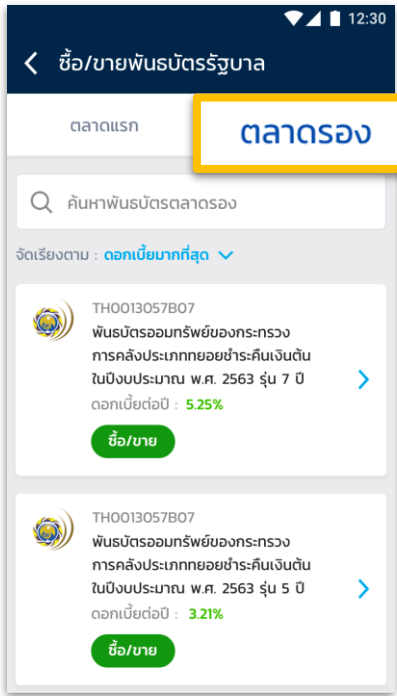 12:30
ซื้อ/ขายพันธบัตรรัฐบาล
ตลาดแรก
ตลาดรอง
ค้นหาพันธบัตรตลาดรอง
จัดเรียงตาม : ดอกเบี้ยมากที่สุด
TH0013057B07
พันธบัตรออมทรัพย์ของกระทรวง
การคลังประเภททยอยชำระคืนเงินต้น
ในปีงบประมาณ พ.ศ. 2563 รุ่น 7 ปี
ดอกเบี้ยต่อปี : 5.25%
ซื้อ/ขาย
TH0013057B07
พันธบัตรออมทรัพย์ของกระทรวง
การคลังประเภททยอยชำระคืนเงินต้น
ในปีงบประมาณ พ.ศ. 2563 รุ่น 5 ปี
ดอกเบี้ยต่อปี : 3.21%
ซื้อ/ขาย